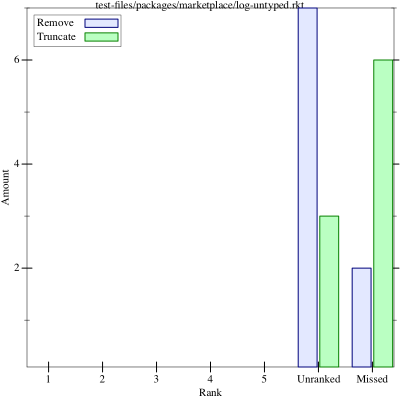 test-files/packages/marketplace/log-untyped.rkt
Remove
Truncate
6
4
2
Amount
1 2 3 4 5 Unranked Missed
Rank